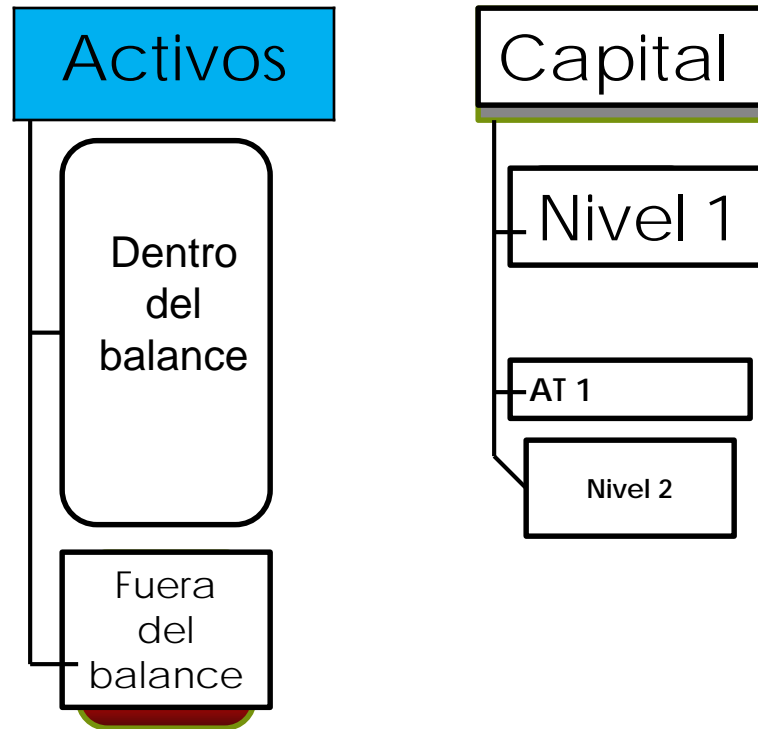 Activos
Dentro
del
balance
Fuera
del
balance
Capital
Nivel 1
AT 1
Nivel 2